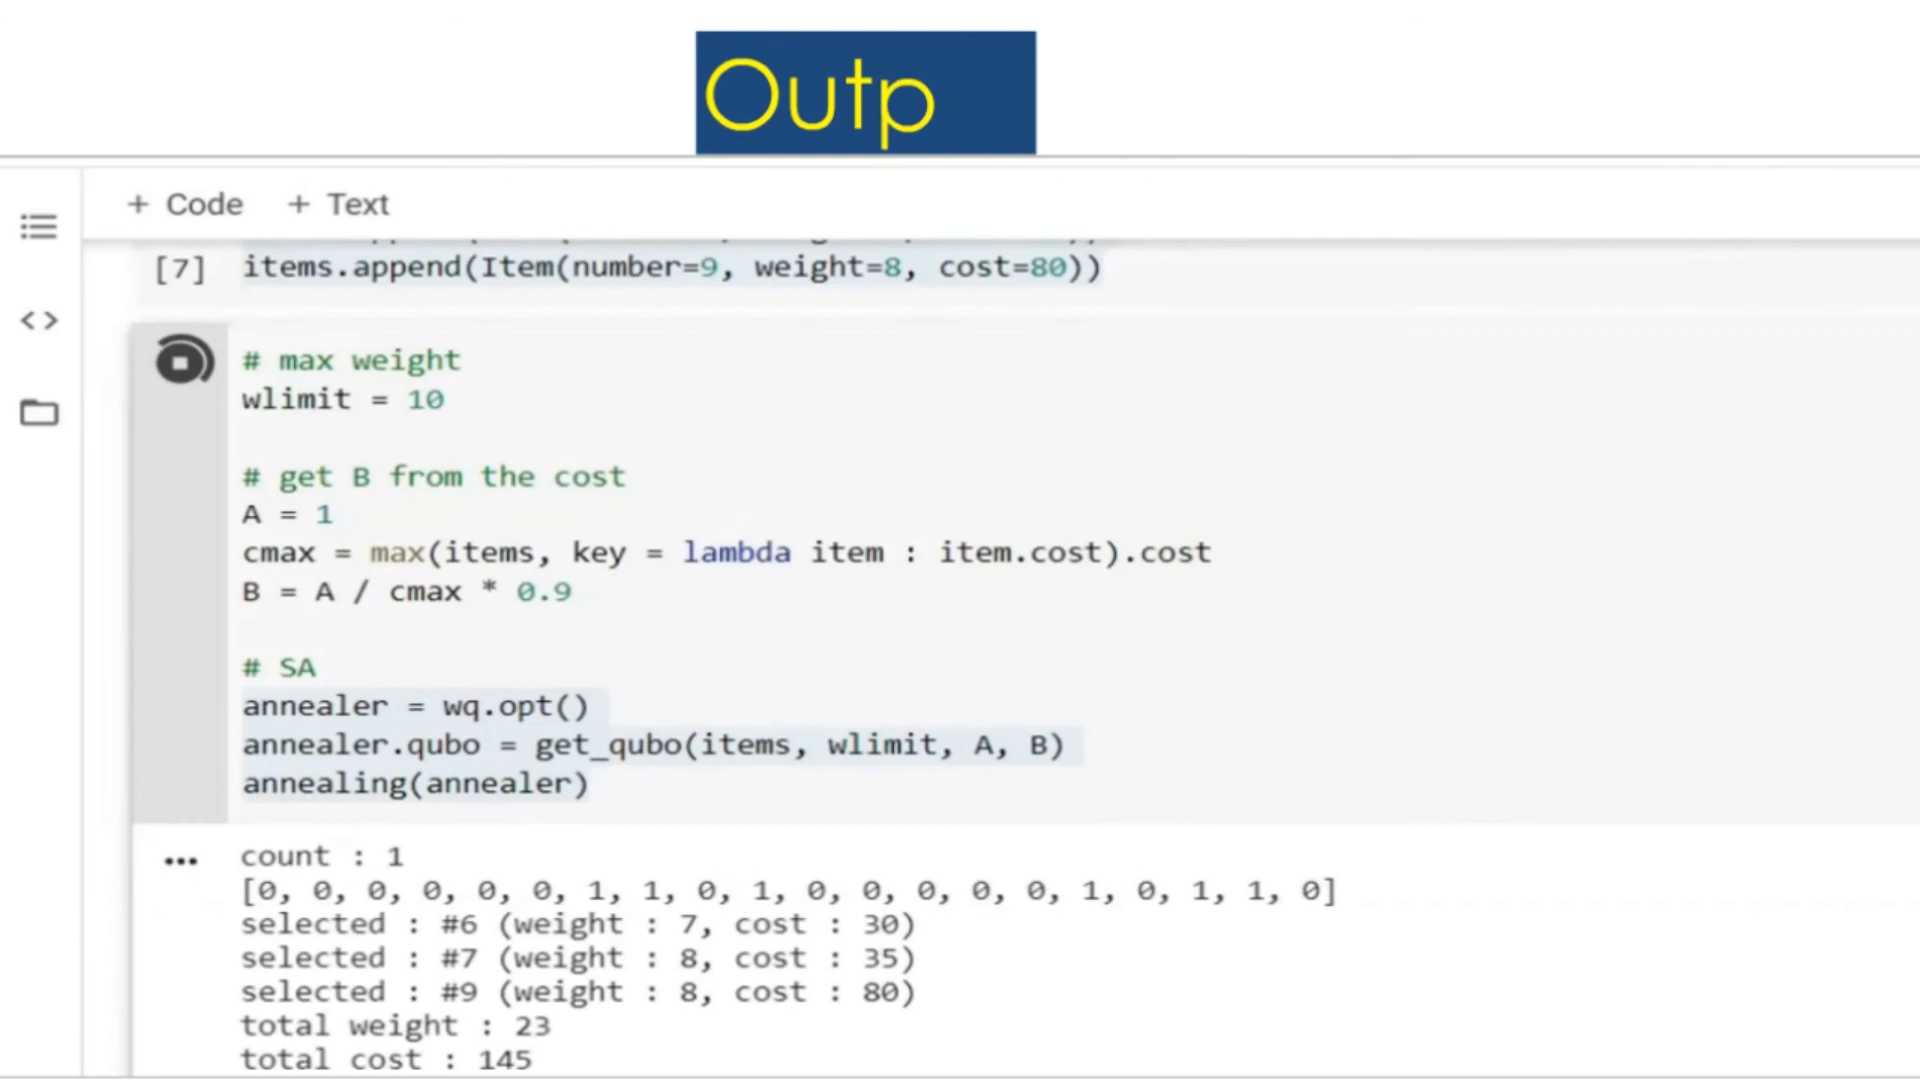 Outp
+ Code + Text
[7] items.append(Item(number=9, weight=8, cost=80))
# max weight
wlimit = 10
# get B from the cost
A = 1
cmax = max(items, key = lambda item : item.cost).cost
B = A / cmax * 0.9
# SA
annealer = wq.opt()
annealer.qubo = get_qubo(items, wlimit, A, B)
annealing(annealer)
count : 1
[0, 0, 0, 0, 0, 0, 1, 1, 0, 1, 0, 0, 0, 0, 0, 1, 0, 1, 1, 0]
selected : #6 (weight : 7, cost : 30)
selected : #7 (weight : 8, cost : 35)
selected : #9 (weight : 8, cost : 80)
total weight : 23
total cost : 145